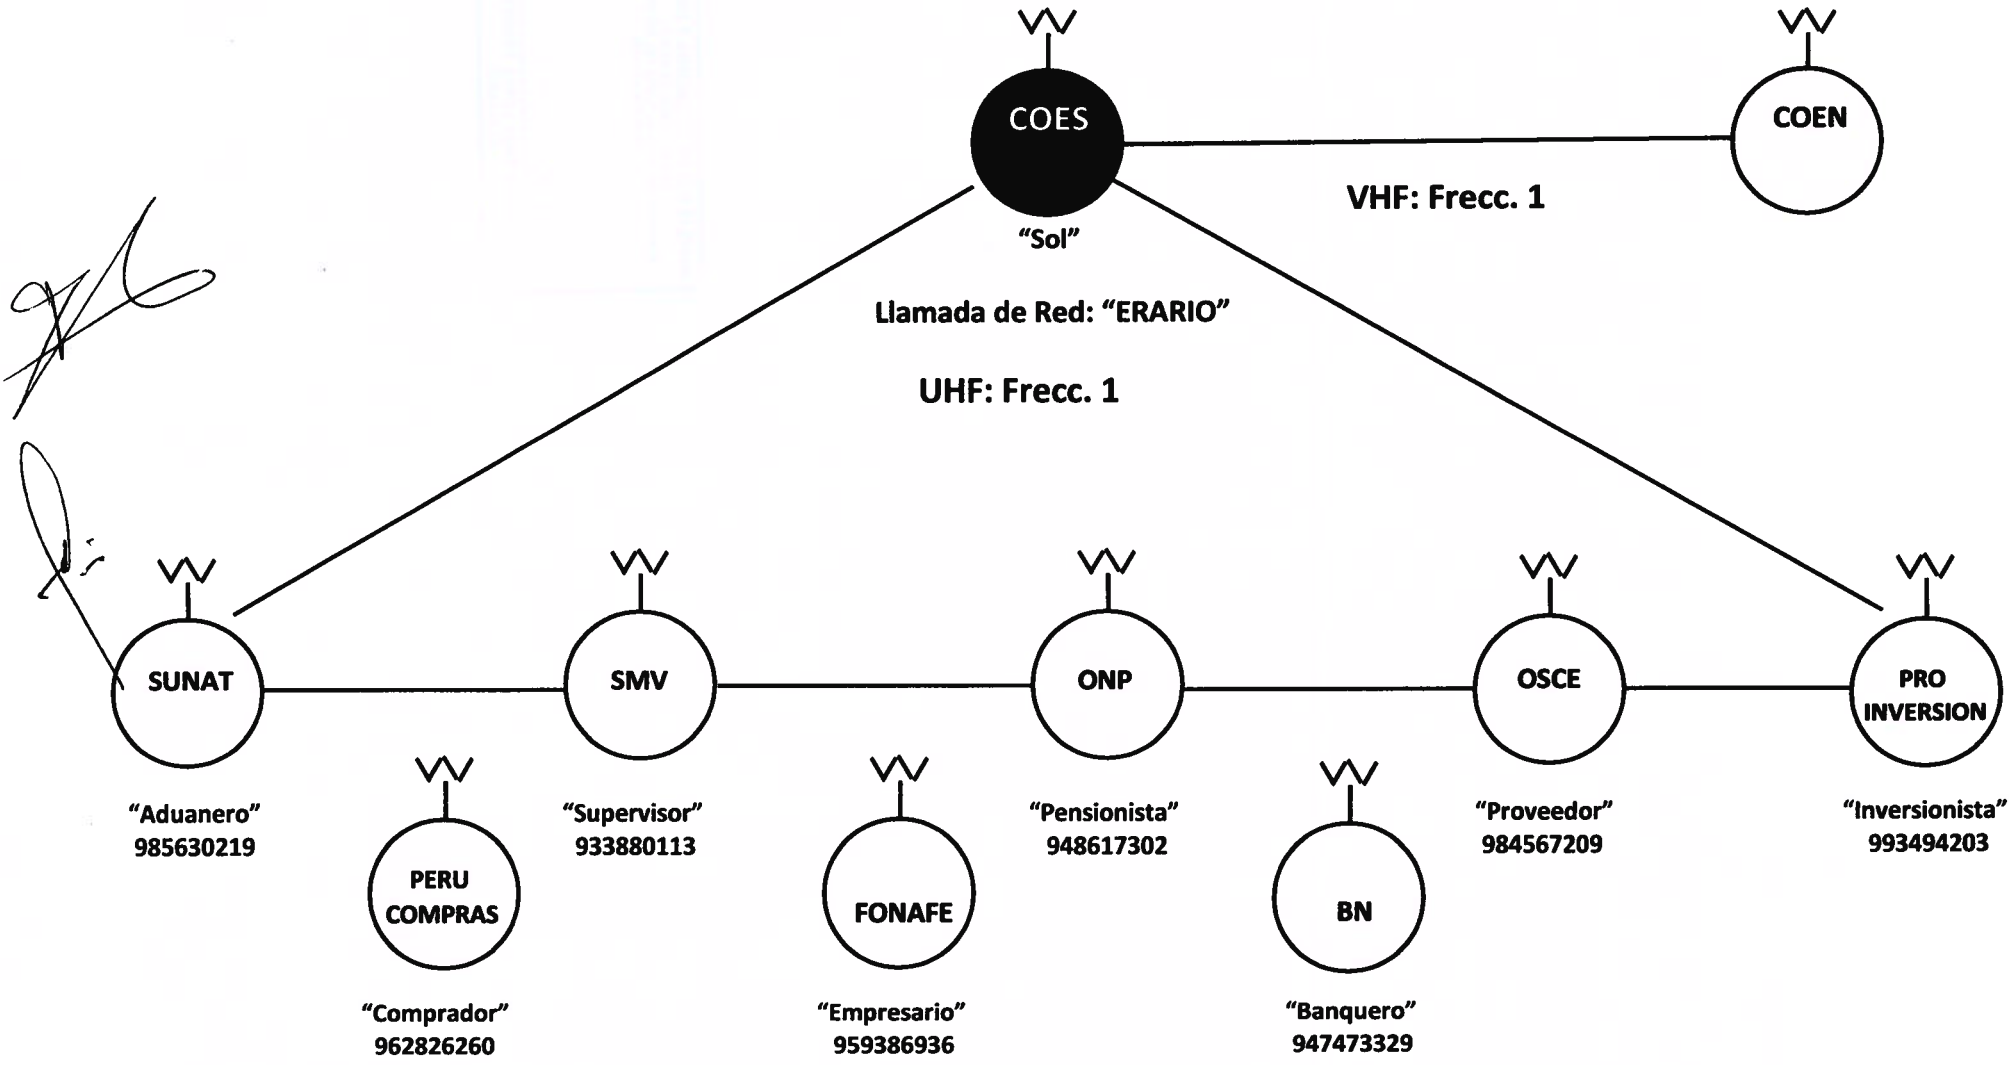 COES
COEN
VHF: Frecc. 1
“Sol”
Llamada de Red: “ERARIO”
UHF: Frecc. 1
SUNAT
SMV
ONP
OSCE
PRO
INVERSION
“Aduanero”
985630219
“Supervisor”
933880113
“Pensionista”
948617302
“Proveedor”
984567209
“Inversionista”
993494203
PERU
COMPRAS
FONAFE
BN
“Comprador”
962826260
“Empresario”
959386936
“Banquero”
947473329